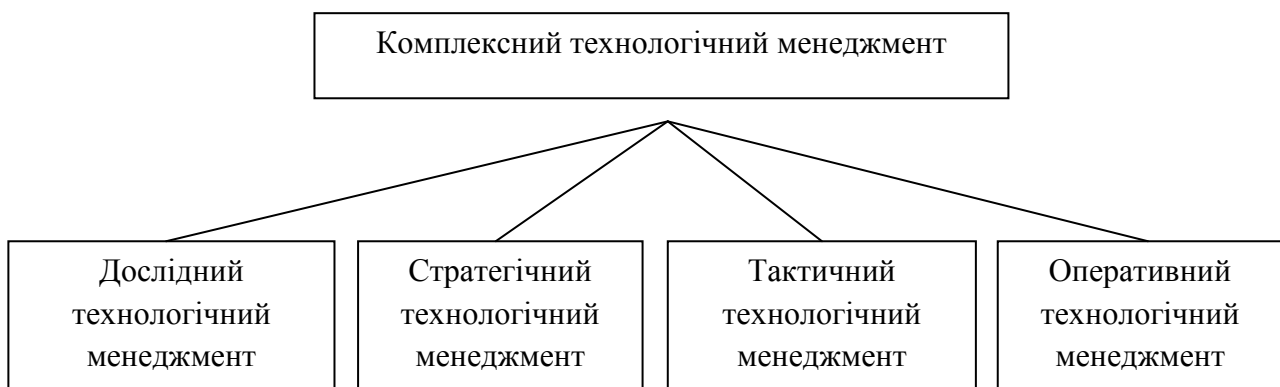 Комплексний технологічний менеджмент
Дослідний
технологічний
менеджмент
Стратегічний
технологічний
менеджмент
Тактичний
технологічний
менеджмент
Оперативний
технологічний
менеджмент